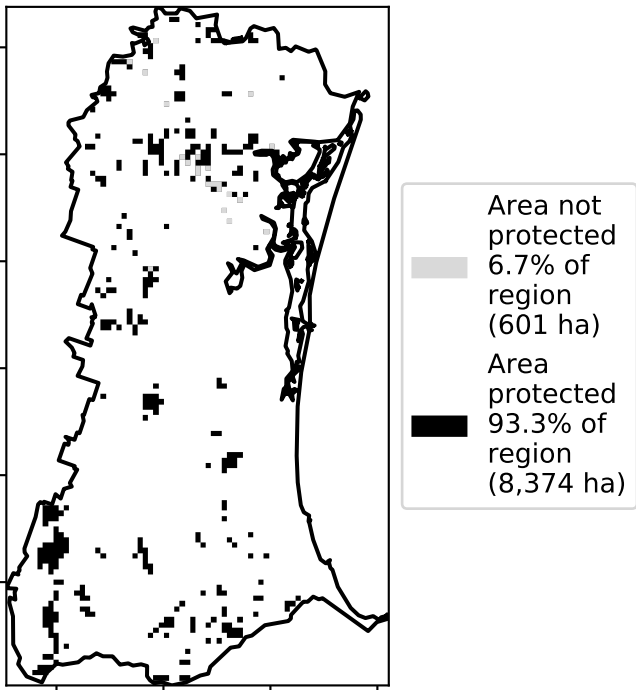 Area not
protected
6.7% of
region
(601 ha)
Area
protected
93.3% of
region
(8,374 ha)